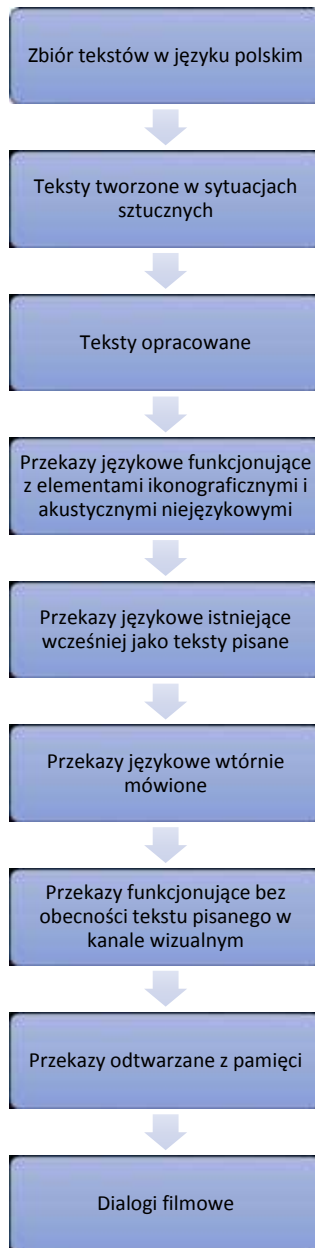 Zbiór tekstów w języku polskim
Teksty tworzone w sytuacjach
sztucznych
Teksty opracowane
Przekazy językowe funkcjonujące
z elementami ikonograficznymi i
akustycznymi niejęzykowymi
Przekazy językowe istniejące
wcześniej jako teksty pisane
Przekazy językowe wtórnie
mówione
Przekazy funkcjonujące bez
obecności tekstu pisanego w
kanale wizualnym
Przekazy odtwarzane z pamięci
Dialogi filmowe